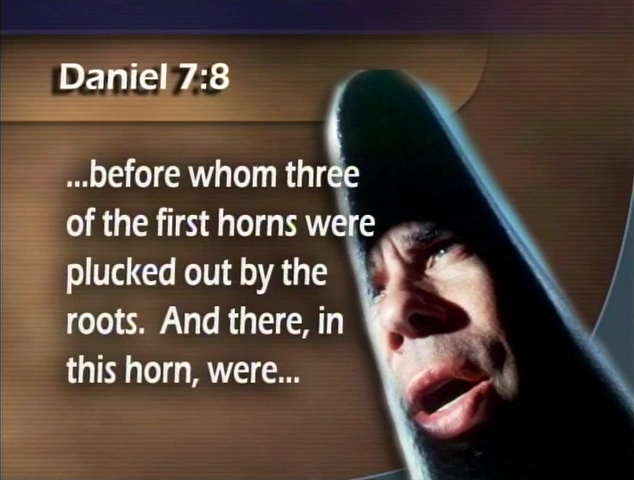 Daniel 7:8
...before whom three
of the first horns were
plucked out by the
roots.  And there, in
this horn, were...